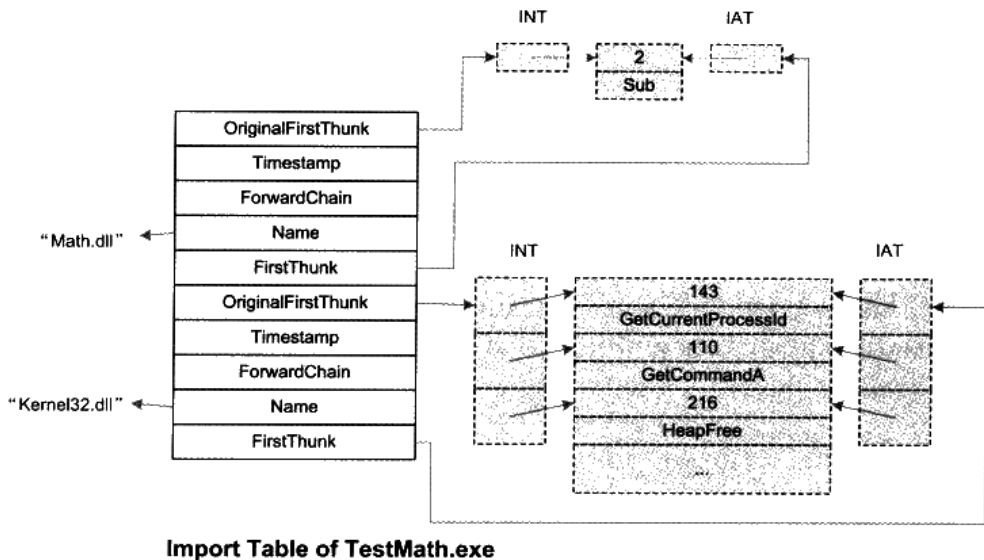 INT
IAT
2
Sub
OriginalFirstThunk
Timestamp
ForwardChain
Name
FirstThunk
OriginalFirstThunk
Timestamp
ForwardChain
Name
FirstThunk
"Math.dll"
"Kernel32.dll"
INT
IAT
143
GetCurrentProcessId
110
GetCommandA
216
HeapFree
...
Import Table of TestMath.exe